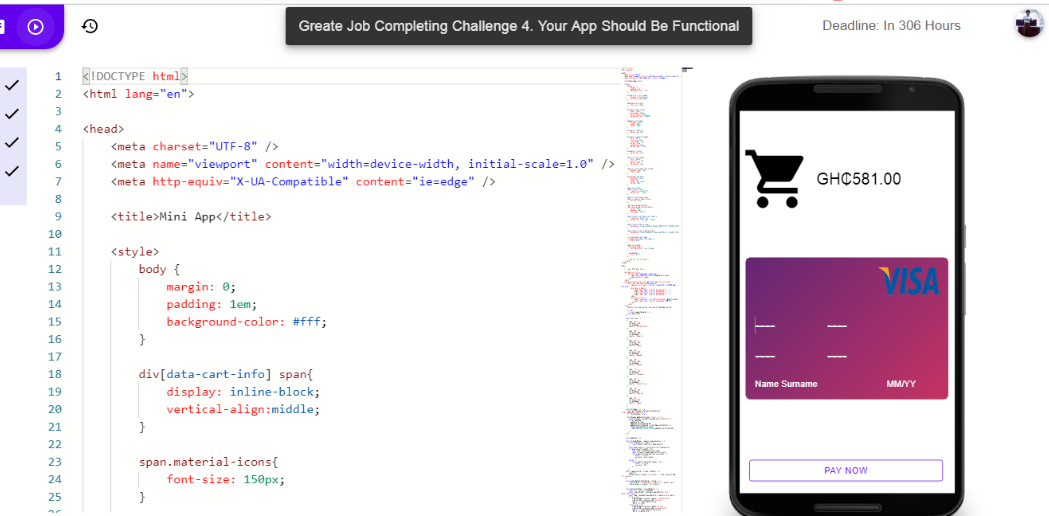 Greate Job Completing Challenge 4. Your App Should Be Functional
Deadline: In 306 Hours
1 <!DOCTYPE html>
2 <html lang="en">
3
4 <head>
5 <meta charset="UTF-8" />
6 <meta name="viewport" content="width=device-width, initial-scale=1.0" />
7 <meta http-equiv="X-UA-Compatible" content="ie=edge" />
8
9 <title>Mini App</title>
10
11 <style>
12 body {
13 margin: 0;
14 padding: 1em;
15 background-color: #fff;
16 }
17
18 div[data-cart-info] span{
19 display: inline-block;
20 vertical-align:middle;
21 }
22
23 span.material-icons{
24 font-size: 150px;
25 }
GH₵581.00
VISA
---- ----
---- ----
Name Surname MM/YY
PAY NOW